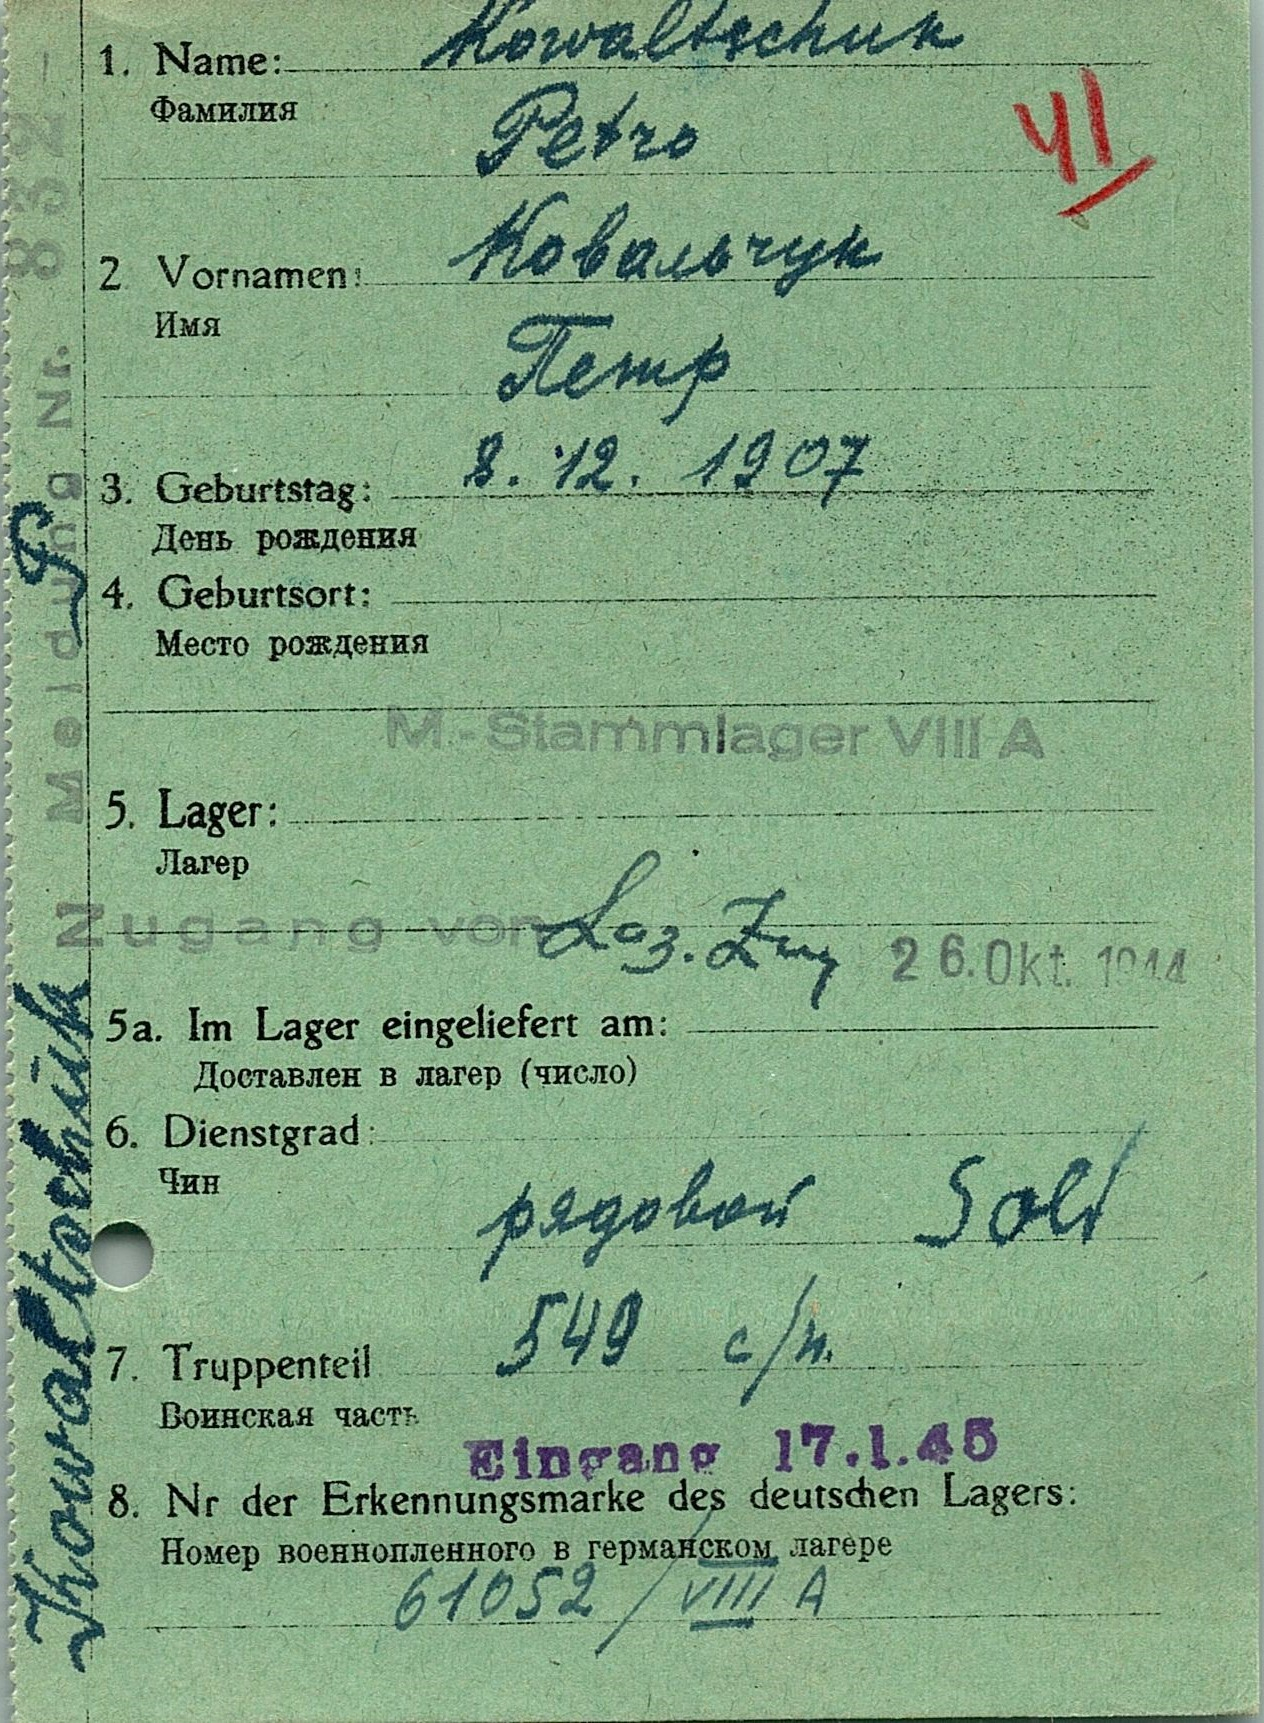 1. Name: Kowaltschuk
Фамилия
Petro
41
2 Vornamen: Ковальчук
Имя
Петр
3. Geburtstag: 8. 12. 1907
День рождения
4. Geburtsort:
Место рождения
M.-Stammlager VIII A
5. Lager:
Лагер
Zugang von Laz. 26. Okt. 1944
5a. Im Lager eingeliefert am:
Доставлен в лагер (число)
6. Dienstgrad:
Чин
рядовой Sold
7. Truppenteil 549 с/п.
Воинская часть
Eingang 17.1.45
8. Nr der Erkennungsmarke des deutschen Lagers:
Номер военнопленного в германском лагере
61052 / VIII A
Meldung Nr. 832 -
Kowaltschuk P